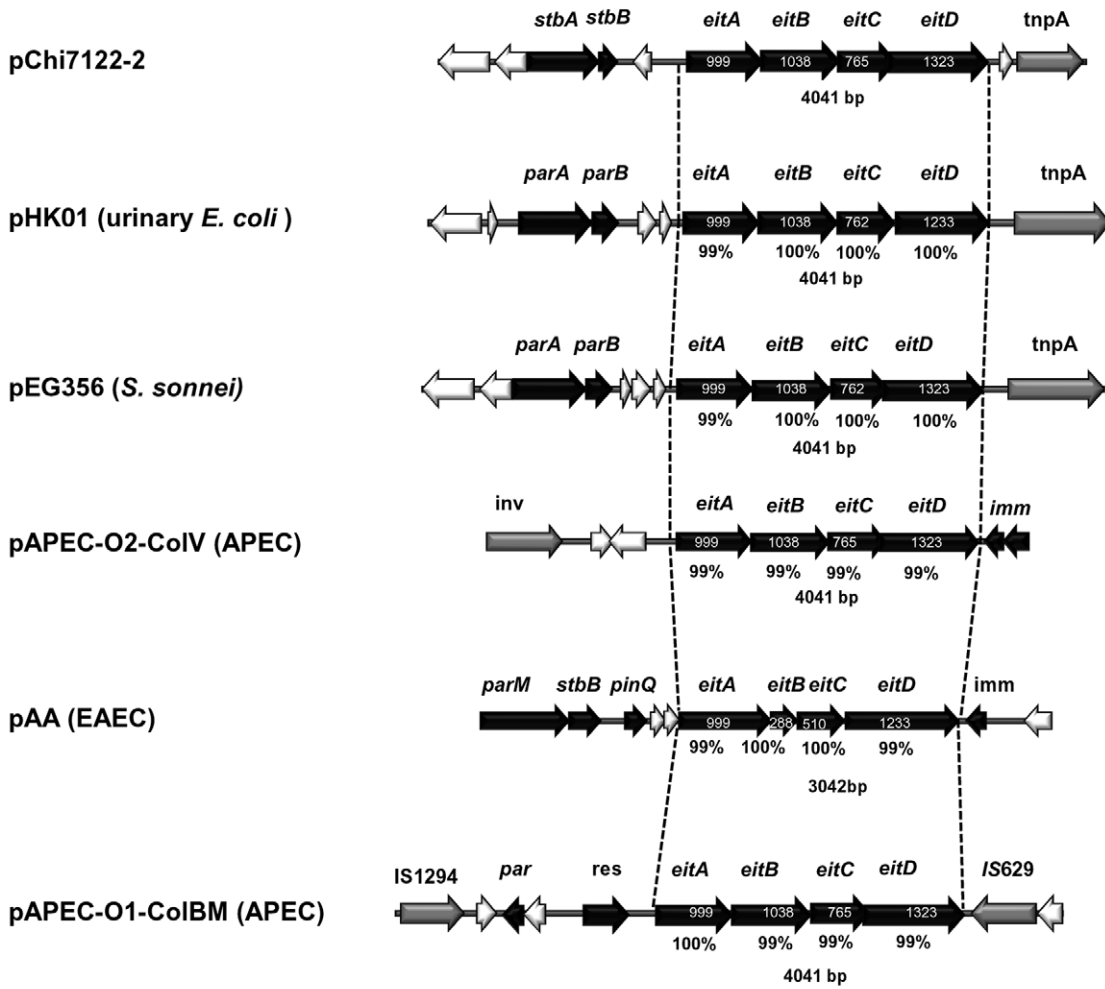 stbA stbB eitA eitB eitC eitD tnpA
pChi7122-2
999 1038 765 1323
4041 bp
parA parB eitA eitB eitC eitD tnpA
pHK01 (urinary E. coli )
999 1038 762 1233
99% 100% 100% 100%
4041 bp
parA parB eitA eitB eitC eitD tnpA
pEG356 (S. sonnei)
999 1038 762 1323
99% 100% 100% 100%
4041 bp
inv eitA eitB eitC eitD imm
pAPEC-O2-ColV (APEC)
999 1038 765 1323
99% 99% 99% 99%
4041 bp
parM stbB pinQ eitA eitB eitC eitD imm
pAA (EAEC)
999 288 510 1233
99% 100% 100% 99%
3042bp
IS1294 par res eitA eitB eitC eitD IS629
pAPEC-O1-ColBM (APEC)
999 1038 765 1323
100% 99% 99% 99%
4041 bp